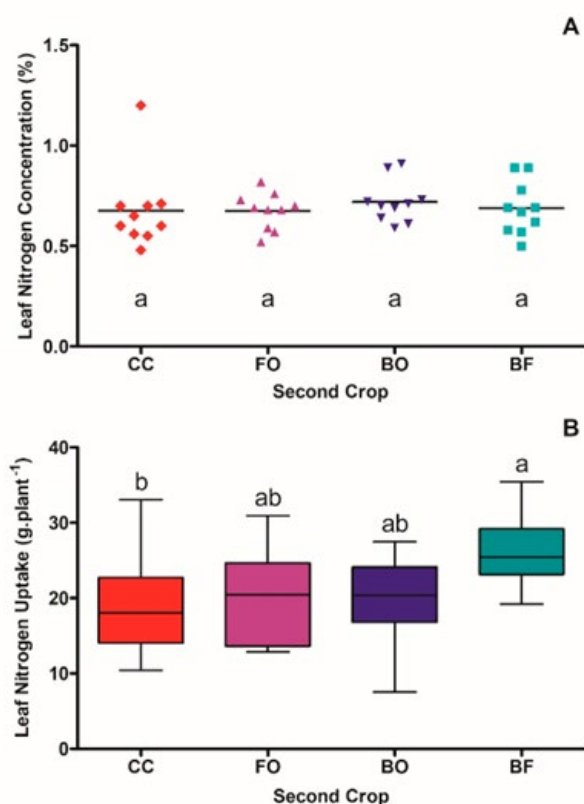 A
Leaf Nitrogen Concentration (%)
1.5
1.0
0.5
0.0
a a a a
CC FO BO BF
Second Crop
B
Leaf Nitrogen Uptake (g.plant⁻¹)
40
30
20
10
0
b ab ab a
CC FO BO BF
Second Crop